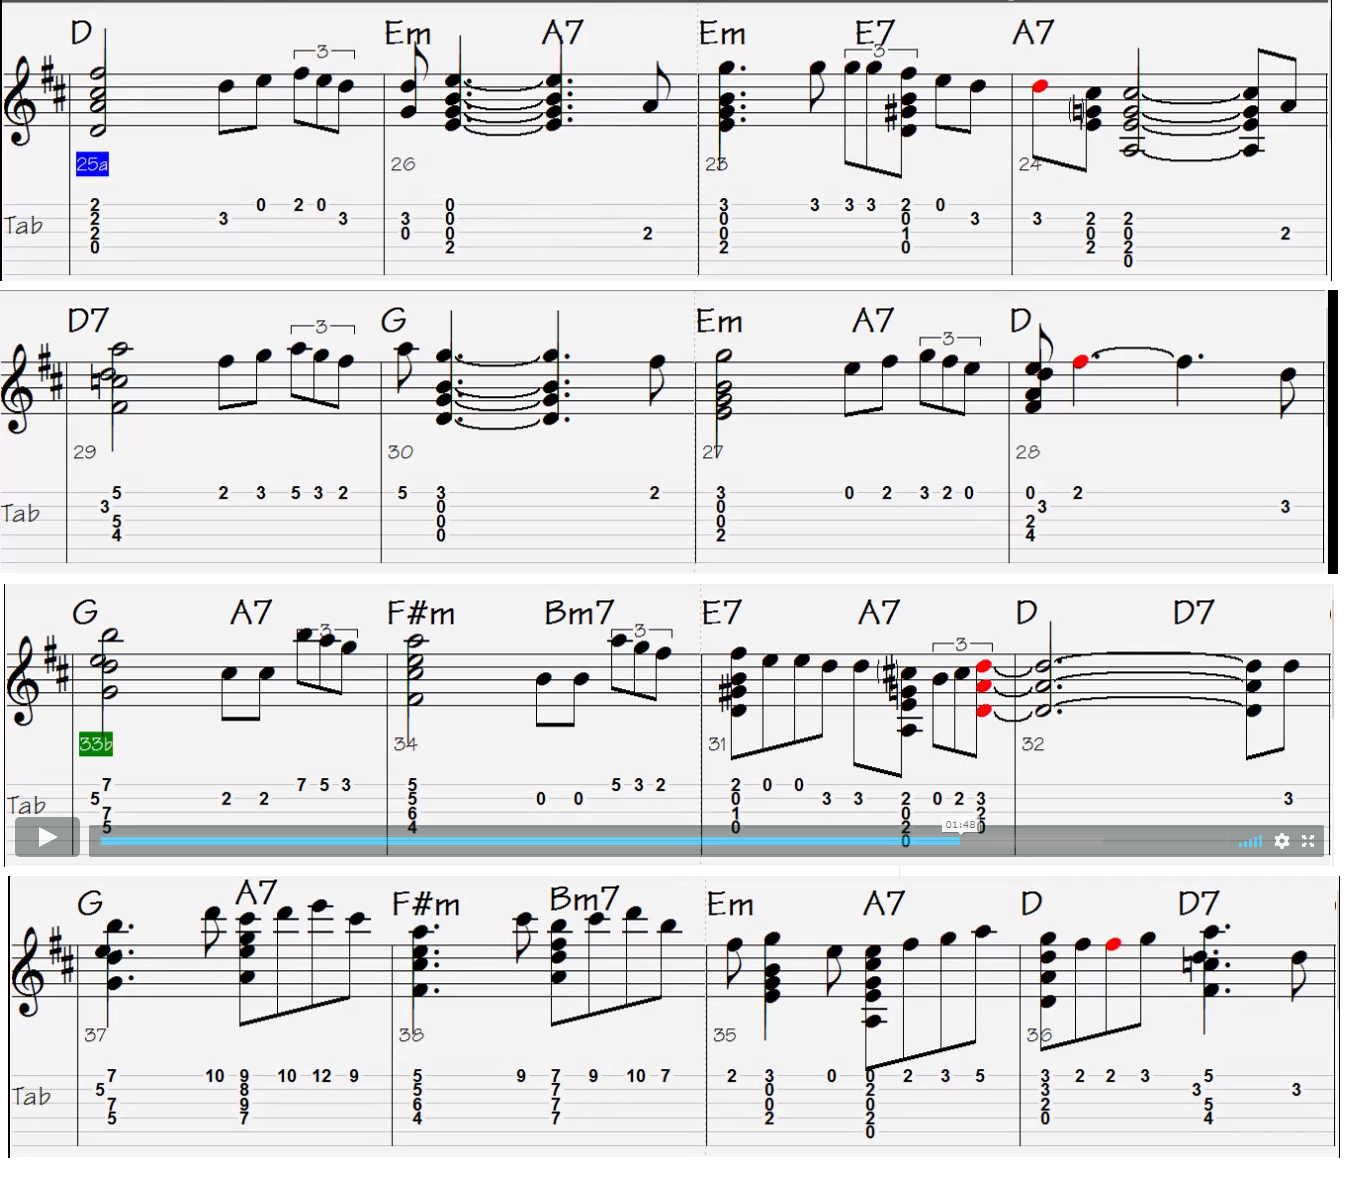 D Em A7 Em E7 A7
3 3
25a 26 23 24
2 0 2 0 0 3 3 3 3 2 0
2 3 3 3 0 0 0 3 3 2 2
Tab 2 0 0 2 0 1 0 0 2
0 2 2 0 2 2
0
D7 G Em A7 D
3 3
29 30 27 28
5 2 3 5 3 2 5 3 2 3 0 2 3 2 0 0 2
3 0 0 3 3
Tab 5 0 0 2
4 0 2 4
G A7 F#m Bm7 E7 A7 D D7
3 3 3
33b 34 31 32
7 7 5 3 5 5 3 2 2 0 0
Tab 5 2 2 5 0 0 0 3 3 2 0 2 3 3
7 6 1 0 2
5 4 0 2 0
01:48
0
G A7 F#m Bm7 Em A7 D D7
37 38 35 36
7 10 9 10 12 9 5 9 7 9 10 7 2 3 0 0 2 3 5 3 2 2 3 5
Tab 5 8 5 7 0 2 3 3 3
7 9 6 7 0 0 2 5
5 7 4 7 2 2 0 4
0